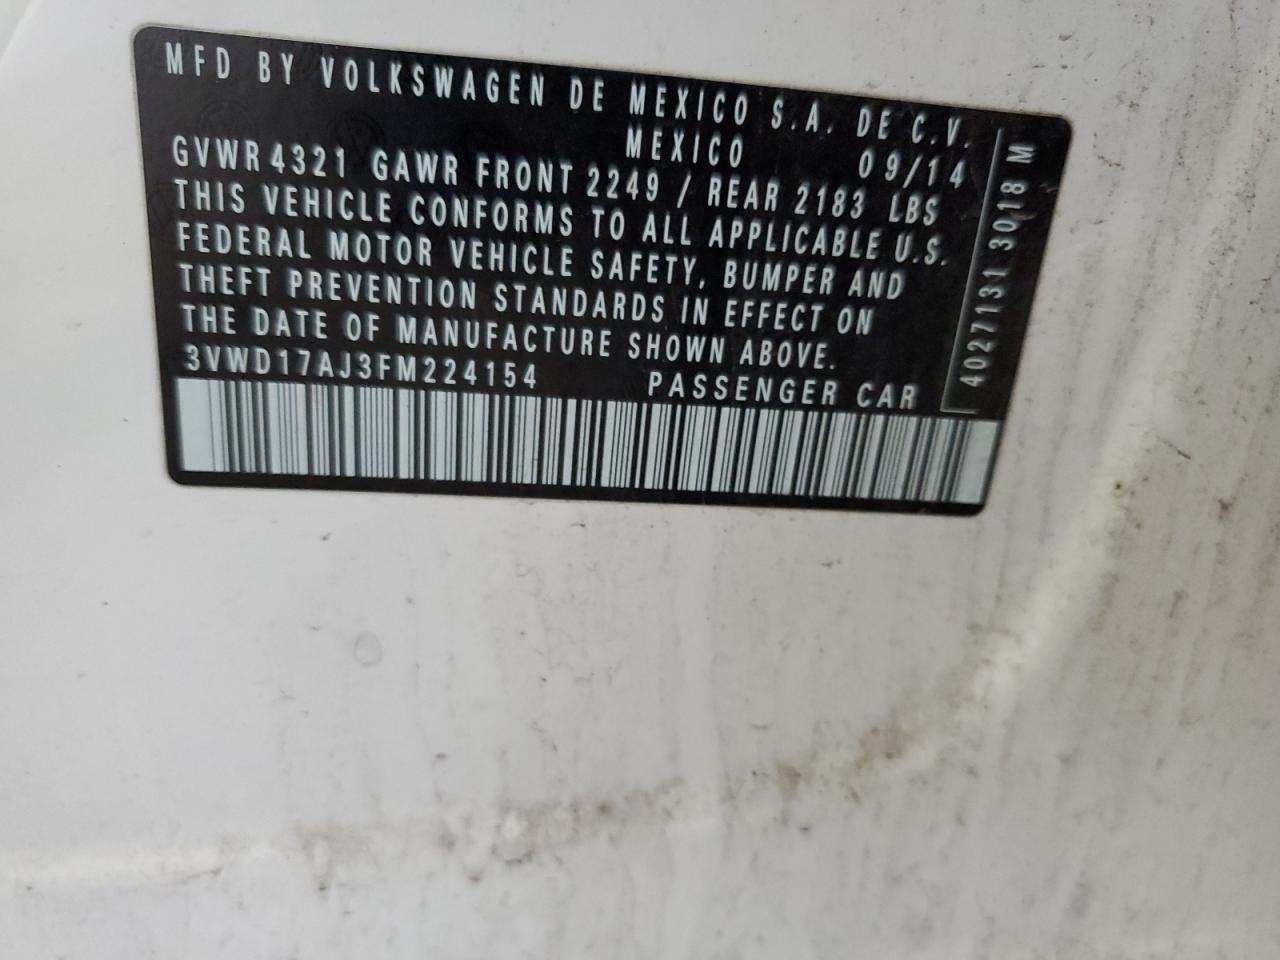 MFD BY VOLKSWAGEN DE MEXICO S.A. DE C.V.
MEXICO 09/14
GVWR 4321 GAWR FRONT 2249 / REAR 2183 LBS
THIS VEHICLE CONFORMS TO ALL APPLICABLE U.S.
FEDERAL MOTOR VEHICLE SAFETY, BUMPER AND
THEFT PREVENTION STANDARDS IN EFFECT ON
THE DATE OF MANUFACTURE SHOWN ABOVE.
3VWD17AJ3FM224154 PASSENGER CAR
4027131 3018 M